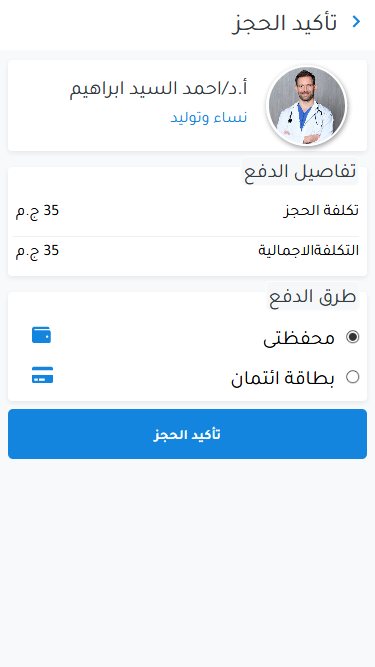 تأكيد الحجز
أ.د/احمد السيد ابراهيم
نساء وتوليد
تفاصيل الدفع
تكلفة الحجز 35 ج.م
التكلفةالاجمالية 35 ج.م
طرق الدفع
محفظتى
بطاقة ائتمان
تأكيد الحجز